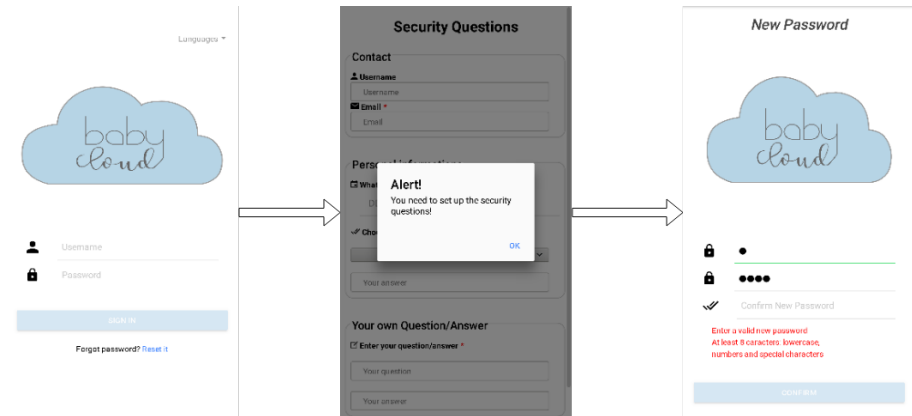 Languages
baby
cloud
Username
Password
SIGN IN
Forgot password? Reset it
Security Questions
Contact
Username
Username
Email *
Email
Alert!
You need to set up the security
questions!
OK
Your answer
Your own Question/Answer
Enter your question/answer *
Your question
Your answer
New Password
baby
cloud
Confirm New Password
Enter a valid new password
At least 8 caracters. lowercase,
numbers and special characters
CONFIRM